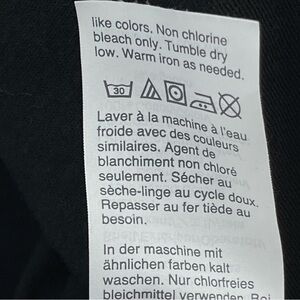 like colors. Non chlorine
bleach only. Tumble dry
low. Warm iron as needed.
30
Laver à la machine à l'eau
froide avec des couleurs
similaires. Agent de
blanchiment non chloré
seulement. Sécher au
sèche-linge au cycle doux.
Repasser au fer tiède au
besoin.
In der maschine mit
ähnlichen farben kalt
waschen. Nur chlorfreies
bleichmittel verwenden. Bei